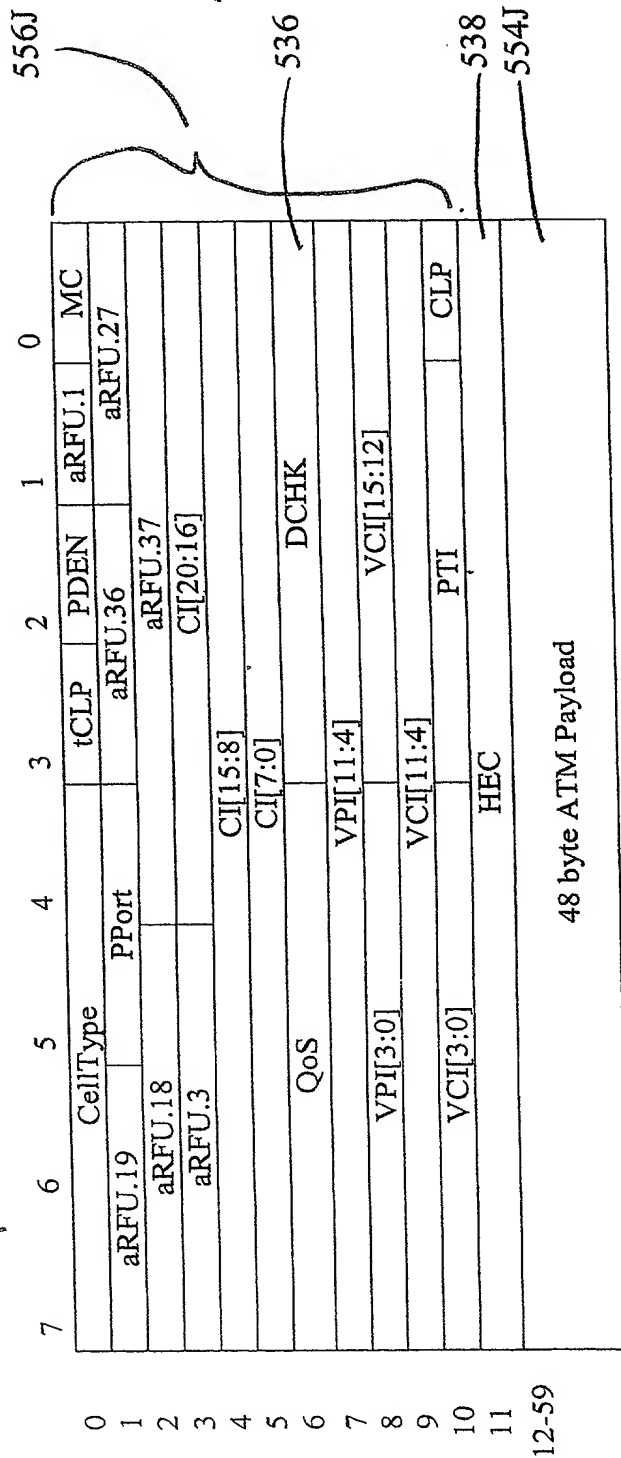 556J
7 6 5 4 3 2 1 0
0 CellType tCLP PDEN aRFU.1 MC
1 aRFU.19 PPort aRFU.36 aRFU.27
2 aRFU.18 aRFU.37
3 aRFU.3 CI[20:16]
4 CI[15:8]
5 CI[7:0]
6 QoS DCHK 536
7 VPI[11:4]
8 VPI[3:0] VCI[15:12]
9 VCI[11:4]
10 VCI[3:0] PTI CLP
11 HEC 538
12-59 48 byte ATM Payload 554J